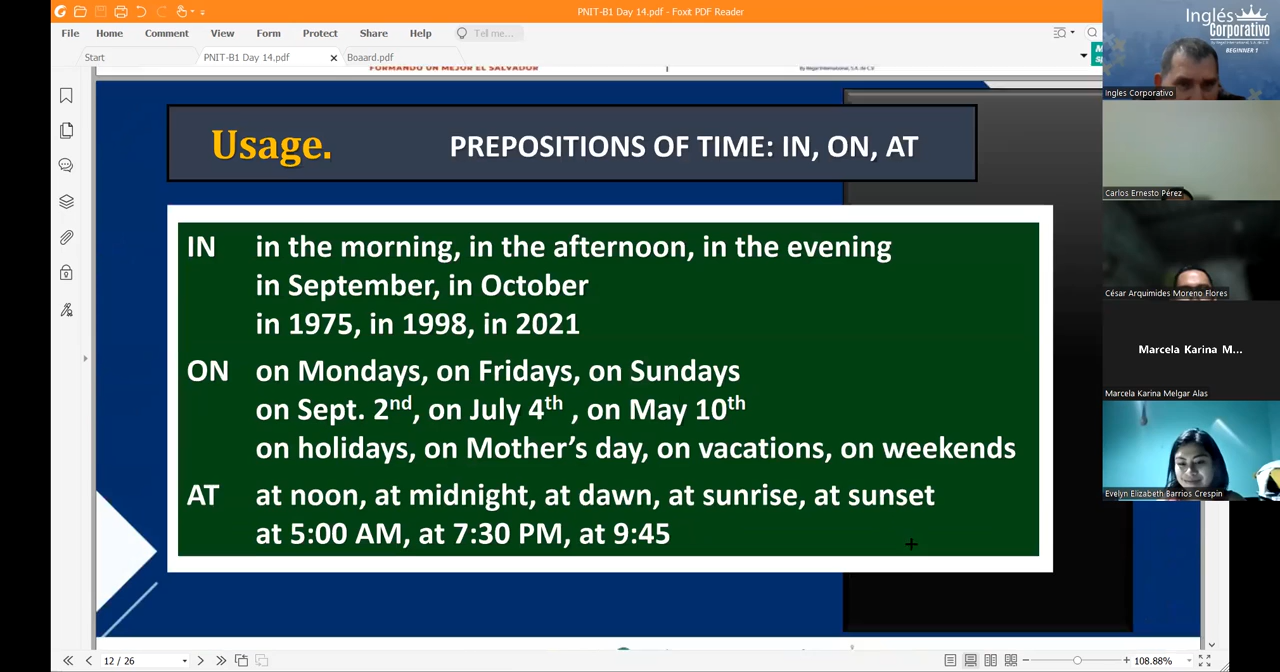 PNIT-B1 Day 14.pdf - Foxit PDF Reader
File Home Comment View Form Protect Share Help Tell me...
Start PNIT-B1 Day 14.pdf Boaard.pdf
FORMANDO UN MEJOR EL SALVADOR
Usage. PREPOSITIONS OF TIME: IN, ON, AT
IN in the morning, in the afternoon, in the evening
in September, in October
in 1975, in 1998, in 2021
ON on Mondays, on Fridays, on Sundays
on Sept. 2nd, on July 4th , on May 10th
on holidays, on Mother's day, on vacations, on weekends
AT at noon, at midnight, at dawn, at sunrise, at sunset
at 5:00 AM, at 7:30 PM, at 9:45
12 / 26
108.88%
Inglés
Corporativo
BEGINNER 1
Ingles Corporativo
Carlos Ernesto Pérez
César Arquimides Moreno Flores
Marcela Karina M...
Marcela Karina Melgar Alas
Evelyn Elizabeth Barrios Crespin